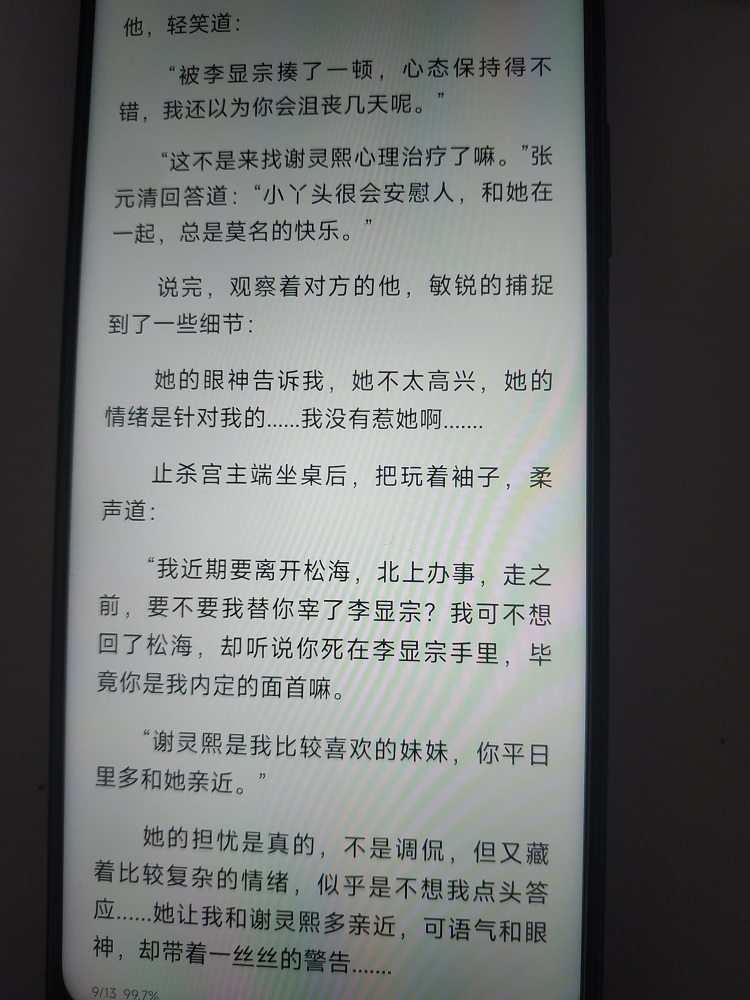 他，轻笑道：
“被李显宗揍了一顿，心态保持得不
错，我还以为你会沮丧几天呢。”
“这不是来找谢灵熙心理治疗了嘛。”张
元清回答道：“小丫头很会安慰人，和她在
一起，总是莫名的快乐。”
说完，观察着对方的他，敏锐的捕捉
到了一些细节：
她的眼神告诉我，她不太高兴，她的
情绪是针对我的......我没有惹她啊.......
止杀宫主端坐桌后，把玩着袖子，柔
声道：
“我近期要离开松海，北上办事，走之
前，要不要我替你宰了李显宗？我可不想
回了松海，却听说你死在李显宗手里，毕
竟你是我内定的面首嘛。
“谢灵熙是我比较喜欢的妹妹，你平日
里多和她亲近。”
她的担忧是真的，不是调侃，但又藏
着比较复杂的情绪，似乎是不想我点头答
应......她让我和谢灵熙多亲近，可语气和眼
神，却带着一丝丝的警告.......
9/13 99.7%